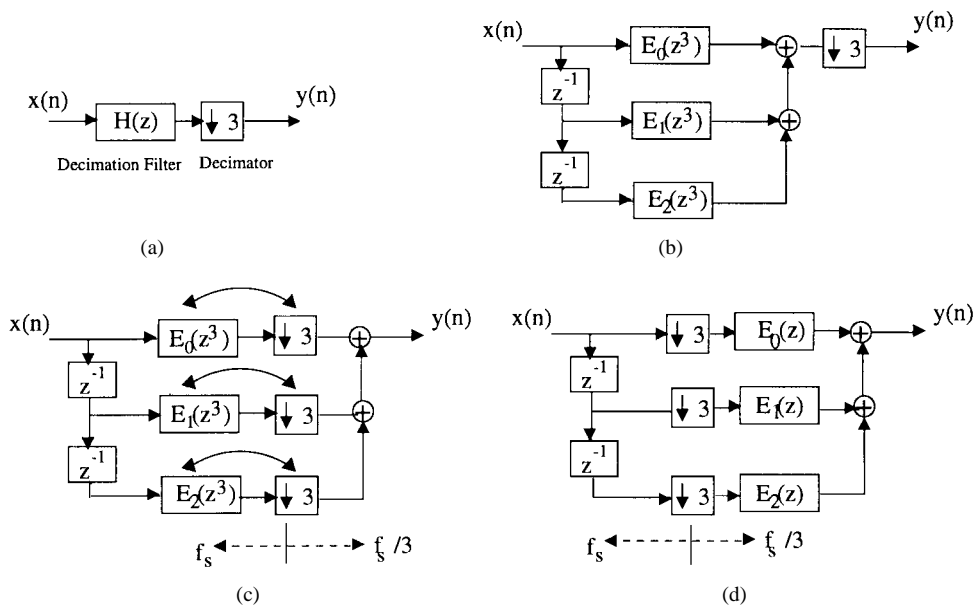 x(n)
H(z)
↓ 3
y(n)
Decimation Filter
Decimator
(a)
x(n)
E₀(z³)
↓ 3
y(n)
z⁻¹
E₁(z³)
z⁻¹
E₂(z³)
(b)
x(n)
E₀(z³)
↓ 3
y(n)
z⁻¹
E₁(z³)
↓ 3
z⁻¹
E₂(z³)
↓ 3
fₛ
fₛ/3
(c)
x(n)
↓ 3
E₀(z)
y(n)
z⁻¹
↓ 3
E₁(z)
z⁻¹
↓ 3
E₂(z)
fₛ
fₛ/3
(d)